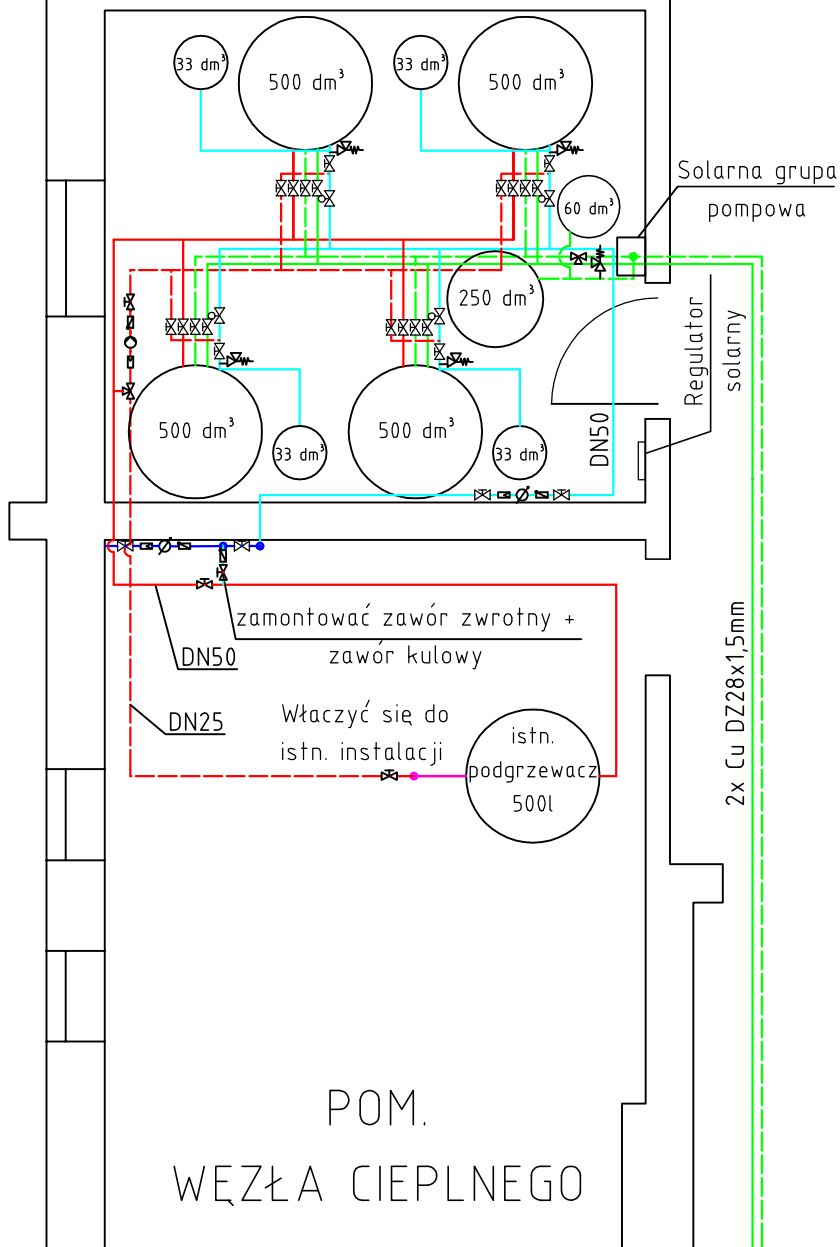 33 dm³
500 dm³
33 dm³
500 dm³
Solarna grupa
pompowa
60 dm³
250 dm³
Regulator
solarny
500 dm³
33 dm³
500 dm³
33 dm³
DN50
zamontować zawór zwrotny +
zawór kulowy
DN50
DN25
Włączyć się do
istn. instalacji
istn.
podgrzewacz
500l
2x Cu DZ28x1,5mm
POM.
WĘZŁA CIEPLNEGO